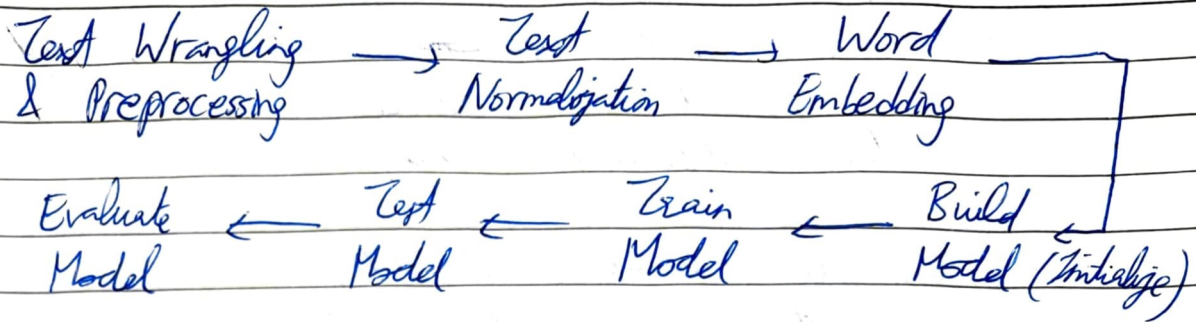 Text Wrangling → Text → Word
& Preprocessing Normalization Embedding
Evaluate ← Test ← Train ← Build
Model Model Model Model (Initialize)